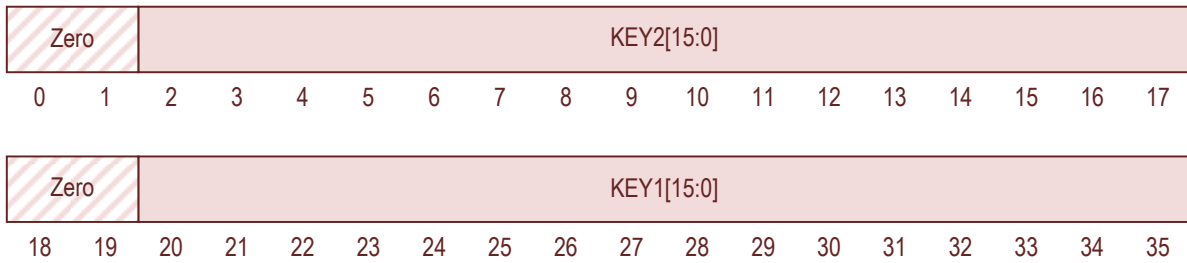 Zero KEY2[15:0]
0 1 2 3 4 5 6 7 8 9 10 11 12 13 14 15 16 17
Zero KEY1[15:0]
18 19 20 21 22 23 24 25 26 27 28 29 30 31 32 33 34 35